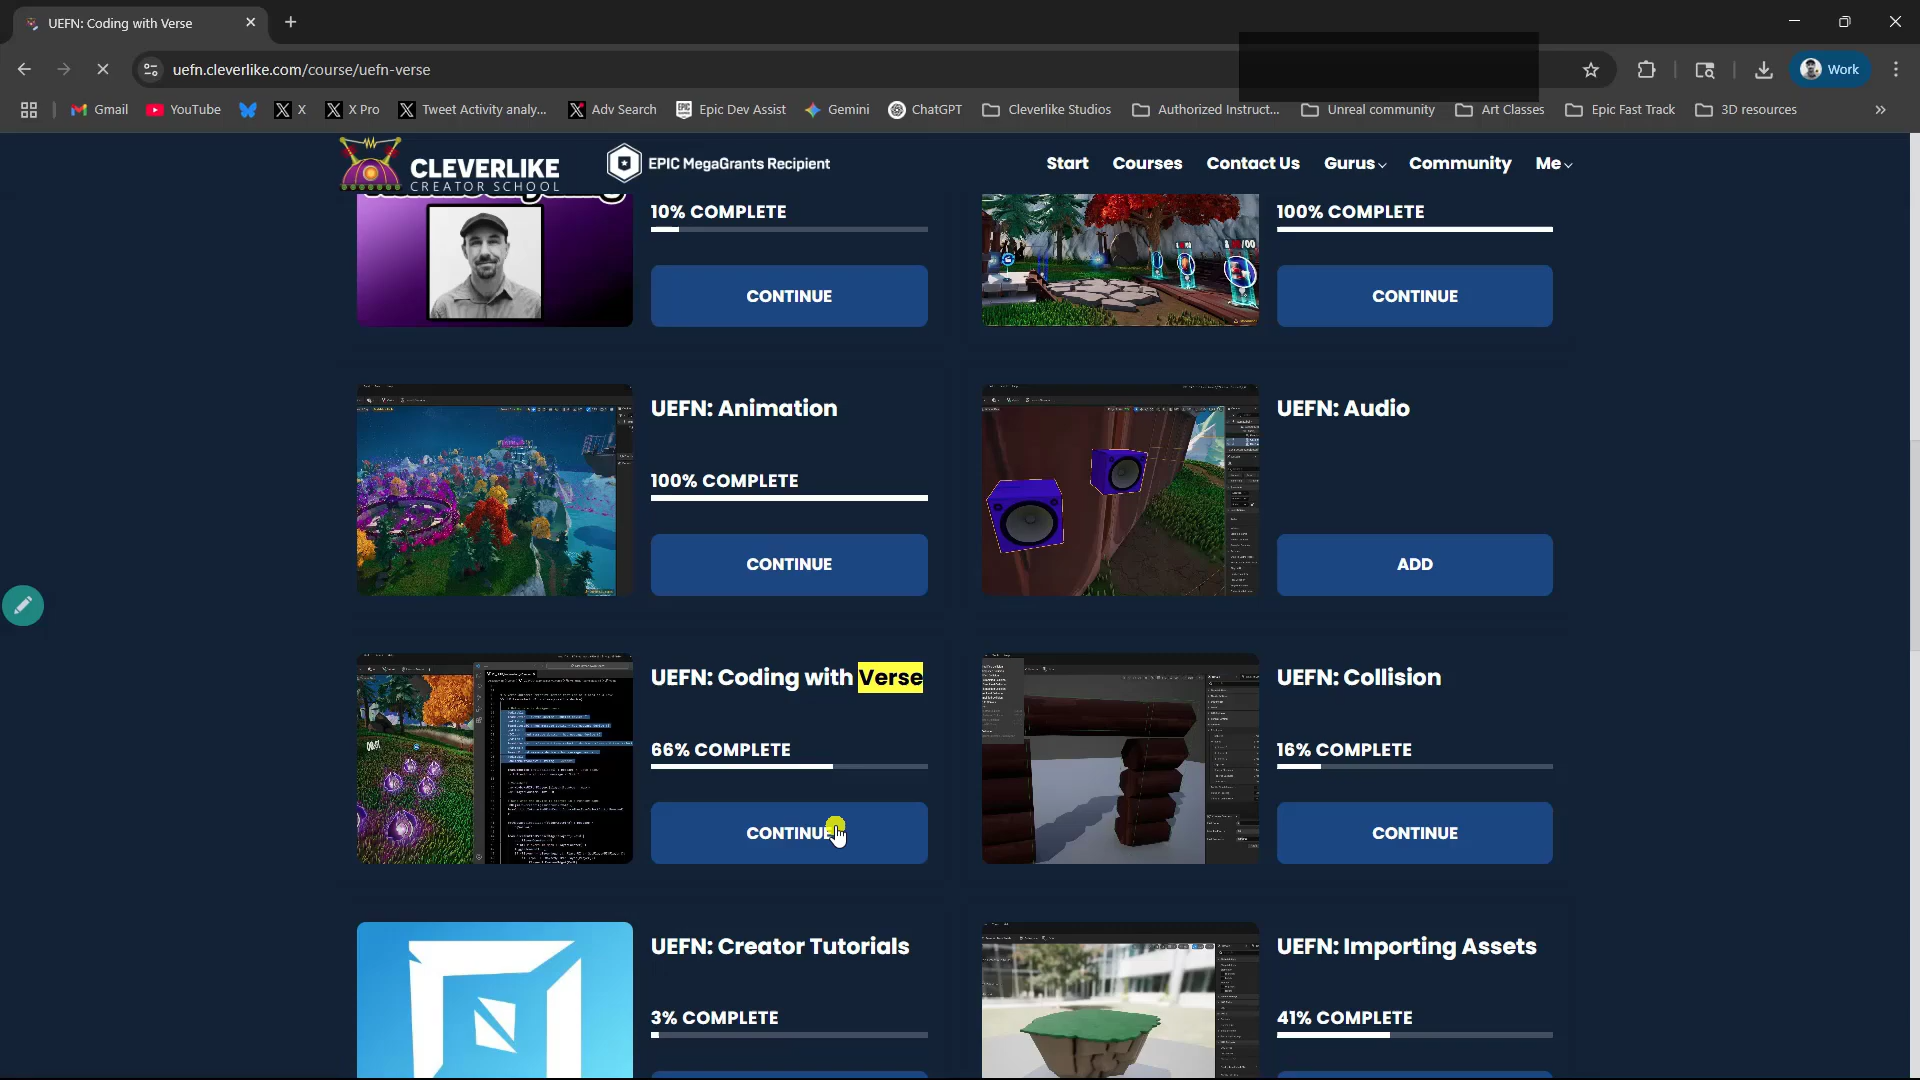 UEFN: Coding with Verse
uefn.cleverlike.com/course/uefn-verse
Work
Gmail
YouTube
X
X Pro
Tweet Activity analy...
Adv Search
Epic Dev Assist
Gemini
ChatGPT
Cleverlike Studios
Authorized Instruct...
Unreal community
Art Classes
Epic Fast Track
3D resources
CLEVERLIKE
CREATOR SCHOOL
EPIC MegaGrants Recipient
Start
Courses
Contact Us
Gurus
Community
Me
10% COMPLETE
CONTINUE
100% COMPLETE
CONTINUE
UEFN: Animation
100% COMPLETE
CONTINUE
UEFN: Audio
ADD
UEFN: Coding with Verse
66% COMPLETE
CONTINUE
UEFN: Collision
16% COMPLETE
CONTINUE
UEFN: Creator Tutorials
3% COMPLETE
UEFN: Importing Assets
41% COMPLETE